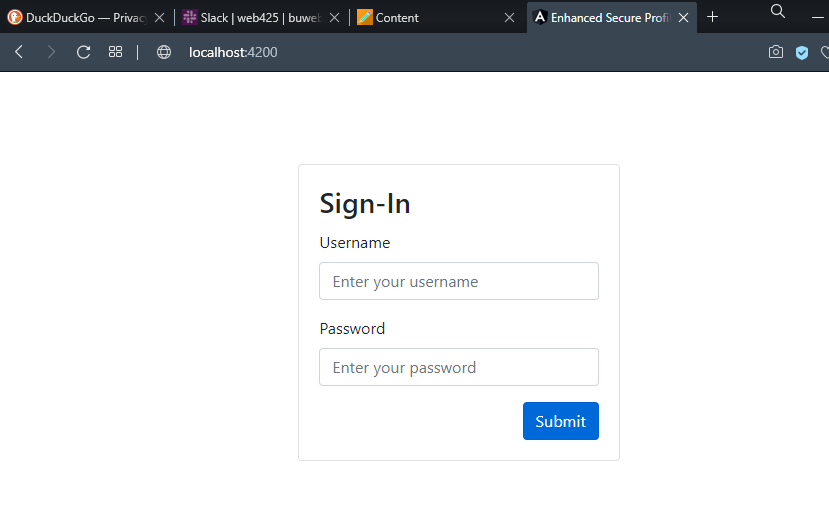 DuckDuckGo — Privac
Slack | web425 | buweb
Content
Enhanced Secure Profi
localhost:4200
Sign-In
Username
Enter your username
Password
Enter your password
Submit